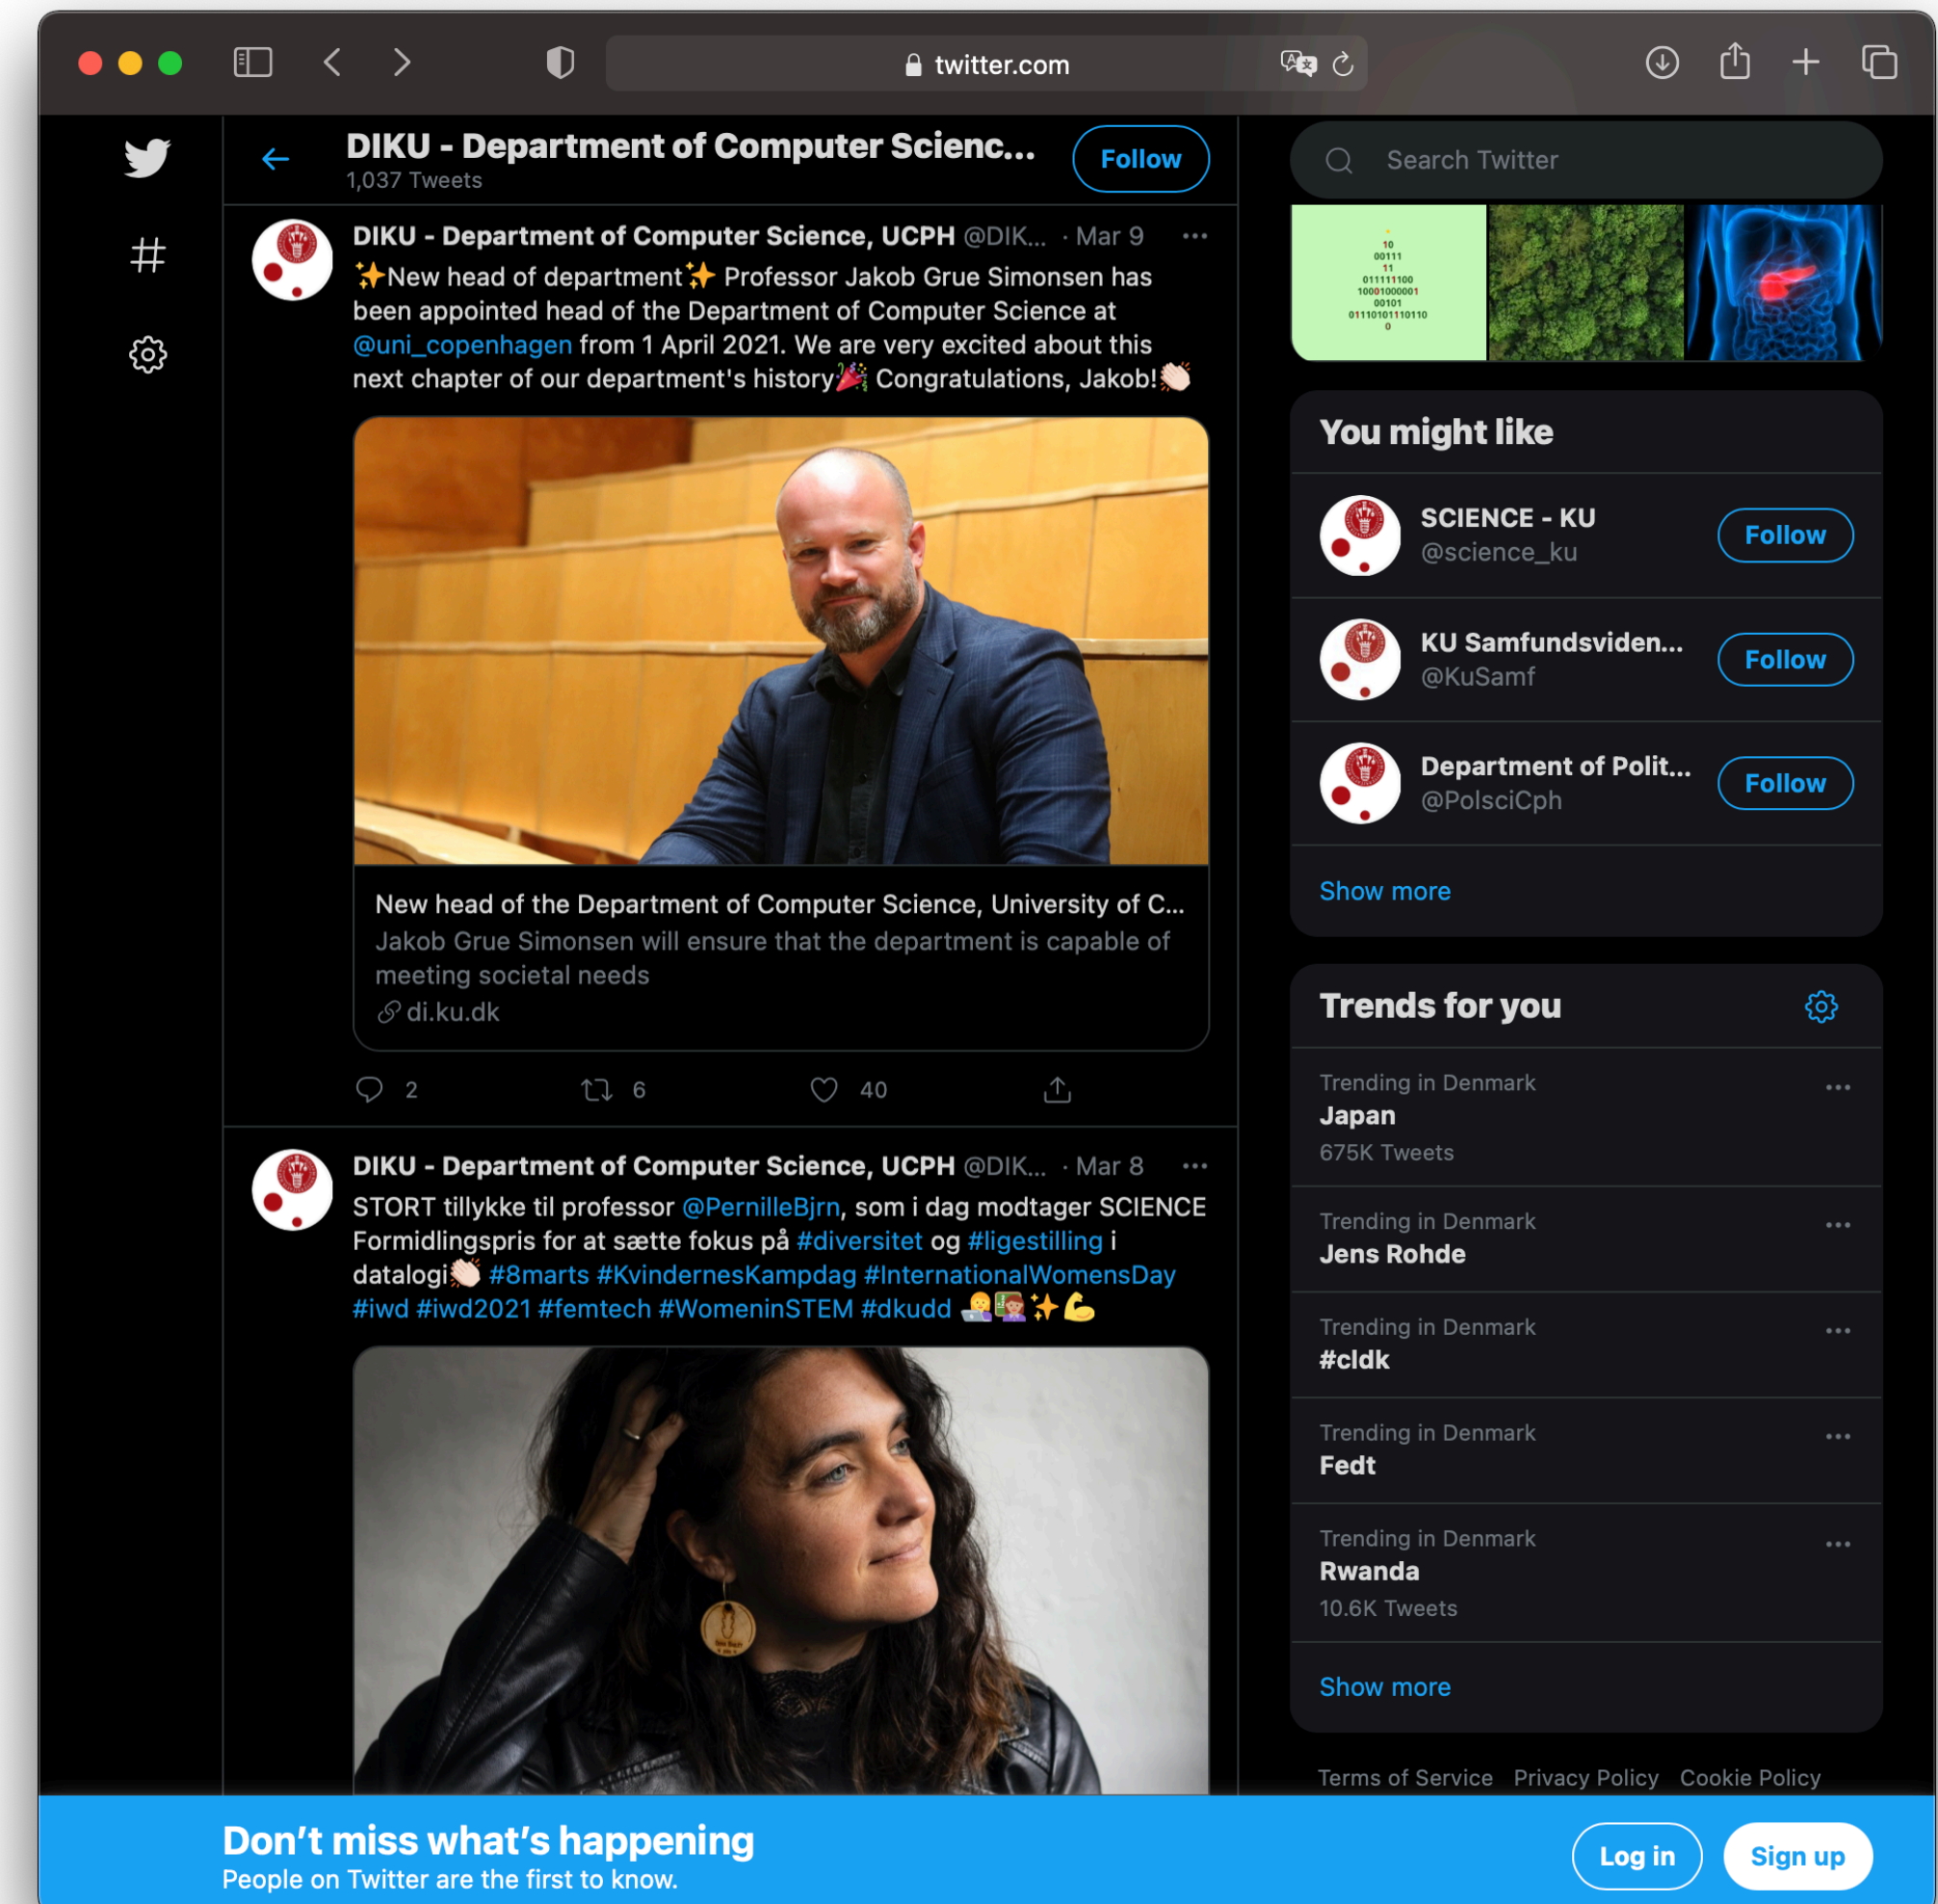 twitter.com
DIKU - Department of Computer Scienc...
1,037 Tweets
Follow
Search Twitter
DIKU - Department of Computer Science, UCPH @DIK... · Mar 9
✨New head of department✨ Professor Jakob Grue Simonsen has
been appointed head of the Department of Computer Science at
@uni_copenhagen from 1 April 2021. We are very excited about this
next chapter of our department's history🎉 Congratulations, Jakob!👏🏻
New head of the Department of Computer Science, University of C...
Jakob Grue Simonsen will ensure that the department is capable of
meeting societal needs
di.ku.dk
2 6 40
DIKU - Department of Computer Science, UCPH @DIK... · Mar 8
STORT tillykke til professor @PernilleBjrn, som i dag modtager SCIENCE
Formidlingspris for at sætte fokus på #diversitet og #ligestilling i
datalogi👏🏻 #8marts #KvindernesKampdag #InternationalWomensDay
#iwd #iwd2021 #femtech #WomeninSTEM #dkudd 👩‍💻👩🏽‍🏫✨💪
10
00111
11
011111100
10001000001
00101
01110101110110
0
You might like
SCIENCE - KU
@science_ku
Follow
KU Samfundsviden...
@KuSamf
Follow
Department of Polit...
@PolsciCph
Follow
Show more
Trends for you
Trending in Denmark
Japan
675K Tweets
Trending in Denmark
Jens Rohde
Trending in Denmark
#cldk
Trending in Denmark
Fedt
Trending in Denmark
Rwanda
10.6K Tweets
Show more
Terms of Service Privacy Policy Cookie Policy
Don't miss what's happening
People on Twitter are the first to know.
Log in
Sign up